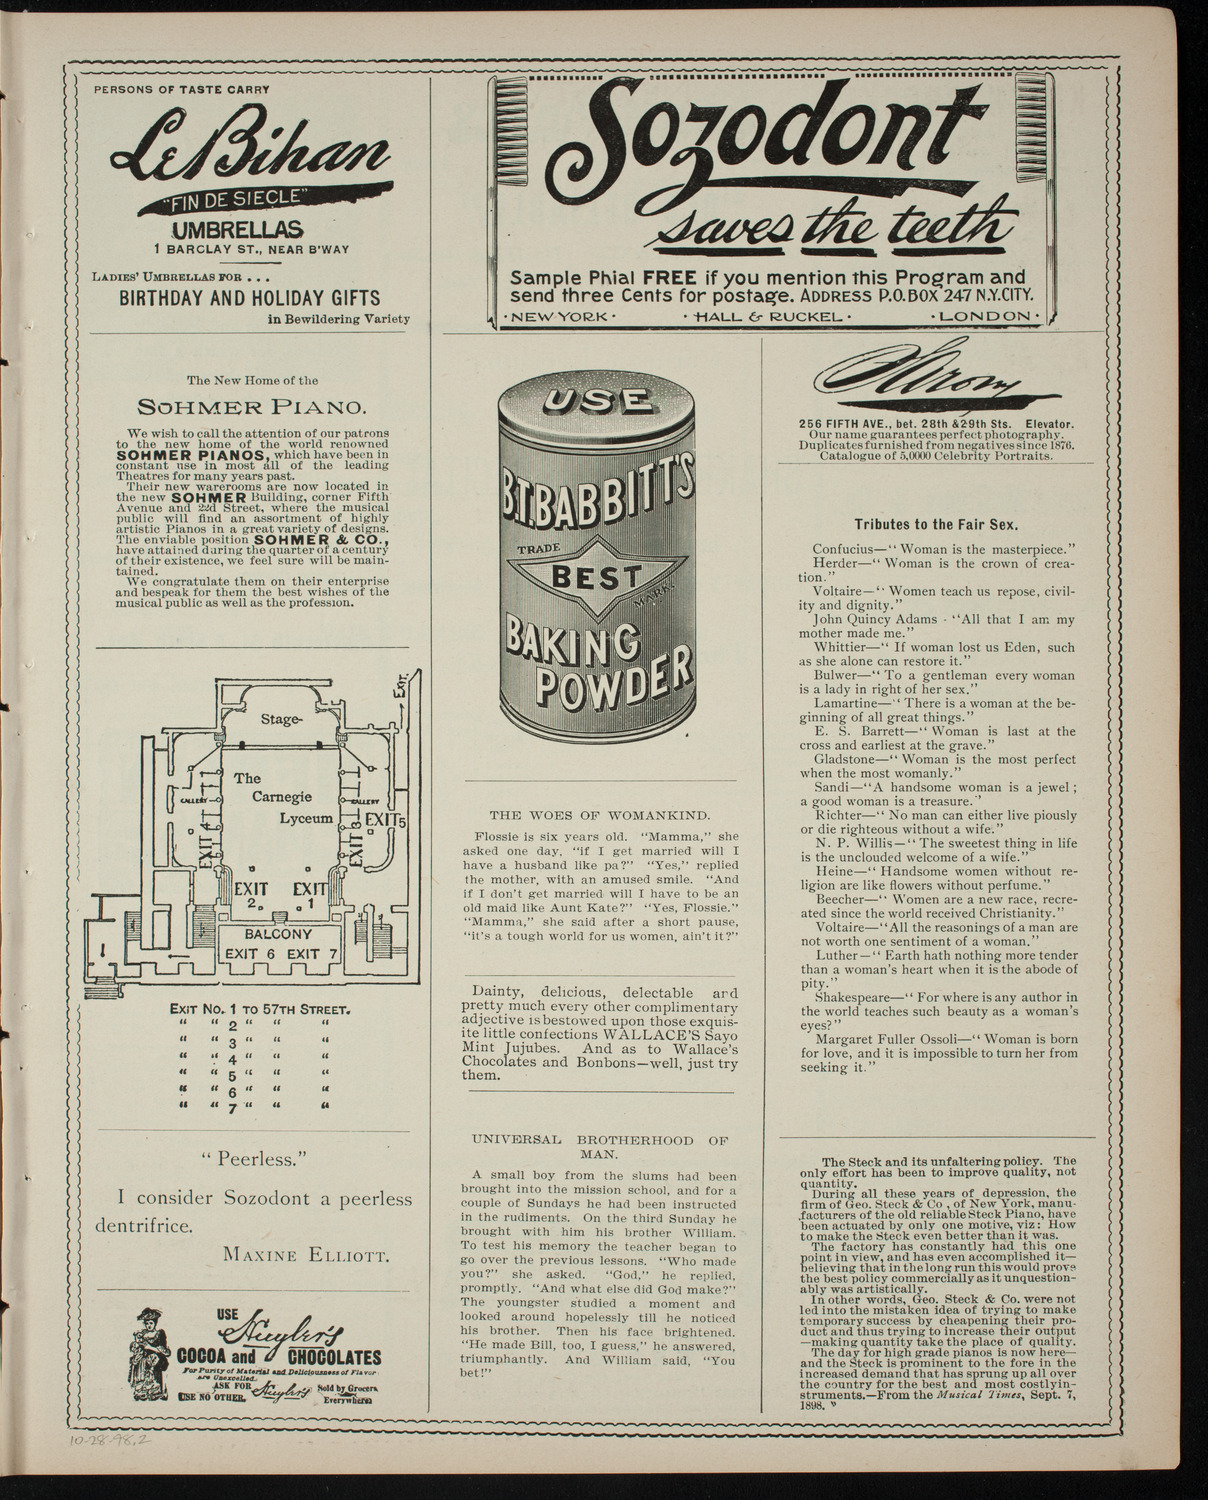 PERSONS OF TASTE CARRY
Le Bihan
"FIN DE SIECLE"
UMBRELLAS
1 BARCLAY ST., NEAR B'WAY
LADIES' UMBRELLAS FOR . . .
BIRTHDAY AND HOLIDAY GIFTS
in Bewildering Variety
Sozodont
saves the teeth
Sample Phial FREE if you mention this Program and
send three Cents for postage. ADDRESS P.O.BOX 247 N.Y.CITY.
· NEW YORK · · HALL & RUCKEL · · LONDON ·
The New Home of the
SOHMER PIANO.
We wish to call the attention of our patrons
to the new home of the world renowned
SOHMER PIANOS, which have been in
constant use in most all of the leading
Theatres for many years past.
Their new warerooms are now located in
the new SOHMER Building, corner Fifth
Avenue and 22d Street, where the musical
public will find an assortment of highly
artistic Pianos in a great variety of designs.
The enviable position SOHMER & CO.,
have attained during the quarter of a century
of their existence, we feel sure will be main-
tained.
We congratulate them on their enterprise
and bespeak for them the best wishes of the
musical public as well as the profession.
Stage-
The
Carnegie
Lyceum
GALLERY
GALLERY
EXIT 4
EXIT 3
EXIT 5
EXIT.
EXIT 2. EXIT 1
BALCONY
EXIT 6 EXIT 7
EXIT NO. 1 TO 57TH STREET.
" " 2 " " "
" " 3 " " "
" " 4 " " "
" " 5 " " "
" " 6 " " "
" " 7 " " "
" Peerless."
I consider Sozodont a peerless
dentrifrice.
MAXINE ELLIOTT.
USE
Huyler's
COCOA and CHOCOLATES
For Purity of Material and Deliciousness of Flavor
are Unexcelled.
ASK FOR Huyler's Sold by Grocers
USE NO OTHER. Everywhere
USE
B.T. BABBITT'S
TRADE
BEST
MARK.
BAKING
POWDER
THE WOES OF WOMANKIND.
Flossie is six years old. "Mamma," she
asked one day, "if I get married will I
have a husband like pa?" "Yes," replied
the mother, with an amused smile. "And
if I don't get married will I have to be an
old maid like Aunt Kate?" "Yes, Flossie."
"Mamma," she said after a short pause,
"it's a tough world for us women, ain't it?"
Dainty, delicious, delectable and
pretty much every other complimentary
adjective is bestowed upon those exquis-
ite little confections WALLACE'S Sayo
Mint Jujubes. And as to Wallace's
Chocolates and Bonbons—well, just try
them.
UNIVERSAL BROTHERHOOD OF
MAN.
A small boy from the slums had been
brought into the mission school, and for a
couple of Sundays he had been instructed
in the rudiments. On the third Sunday he
brought with him his brother William.
To test his memory the teacher began to
go over the previous lessons. "Who made
you?" she asked. "God," he replied,
promptly. "And what else did God make?"
The youngster studied a moment and
looked around hopelessly till he noticed
his brother. Then his face brightened.
"He made Bill, too, I guess," he answered,
triumphantly. And William said, "You
bet!"
256 FIFTH AVE., bet. 28th & 29th Sts. Elevator.
Our name guarantees perfect photography.
Duplicates furnished from negatives since 1876.
Catalogue of 5,0000 Celebrity Portraits.
Tributes to the Fair Sex.
Confucius—" Woman is the masterpiece."
Herder—" Woman is the crown of crea-
tion."
Voltaire—" Women teach us repose, civil-
ity and dignity."
John Quincy Adams - "All that I am my
mother made me."
Whittier—" If woman lost us Eden, such
as she alone can restore it."
Bulwer—" To a gentleman every woman
is a lady in right of her sex."
Lamartine—" There is a woman at the be-
ginning of all great things."
E. S. Barrett—" Woman is last at the
cross and earliest at the grave."
Gladstone—" Woman is the most perfect
when the most womanly."
Sandi—"A handsome woman is a jewel ;
a good woman is a treasure."
Richter—" No man can either live piously
or die righteous without a wife."
N. P. Willis—" The sweetest thing in life
is the unclouded welcome of a wife."
Heine—" Handsome women without re-
ligion are like flowers without perfume."
Beecher—" Women are a new race, recre-
ated since the world received Christianity."
Voltaire—"All the reasonings of a man are
not worth one sentiment of a woman."
Luther—" Earth hath nothing more tender
than a woman's heart when it is the abode of
pity."
Shakespeare—" For where is any author in
the world teaches such beauty as a woman's
eyes?"
Margaret Fuller Ossoli—" Woman is born
for love, and it is impossible to turn her from
seeking it."
The Steck and its unfaltering policy. The
only effort has been to improve quality, not
quantity.
During all these years of depression, the
firm of Geo. Steck & Co , of New York, manu-
facturers of the old reliable Steck Piano, have
been actuated by only one motive, viz: How
to make the Steck even better than it was.
The factory has constantly had this one
point in view, and has even accomplished it—
believing that in the long run this would prove
the best policy commercially as it unquestion-
ably was artistically.
In other words, Geo. Steck & Co. were not
led into the mistaken idea of trying to make
temporary success by cheapening their pro-
duct and thus trying to increase their output
—making quantity take the place of quality.
The day for high grade pianos is now here—
and the Steck is prominent to the fore in the
increased demand that has sprung up all over
the country for the best and most costly in-
struments.—From the Musical Times, Sept. 7,
1898. "
10-28-98.2